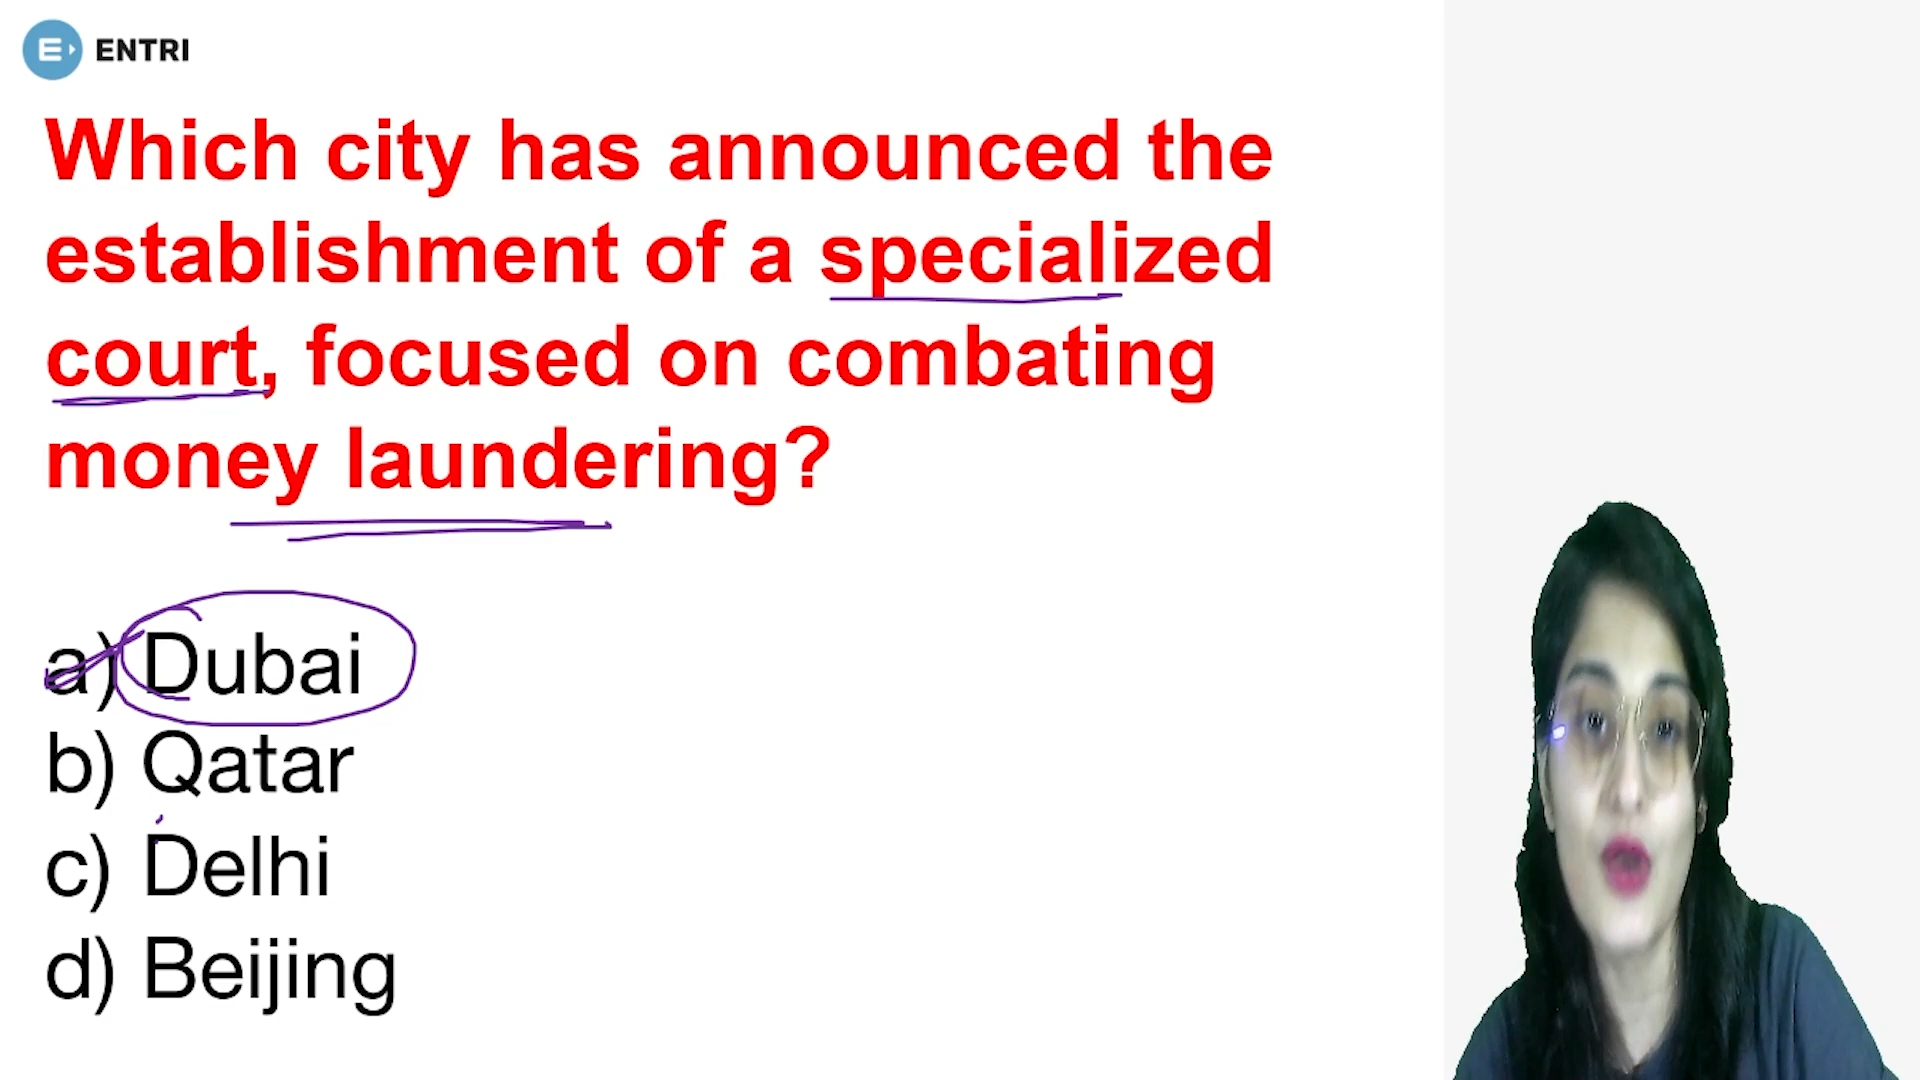 ENTRI
Which city has announced the
establishment of a specialized
court, focused on combating
money laundering?
a) Dubai
b) Qatar
c) Delhi
d) Beijing